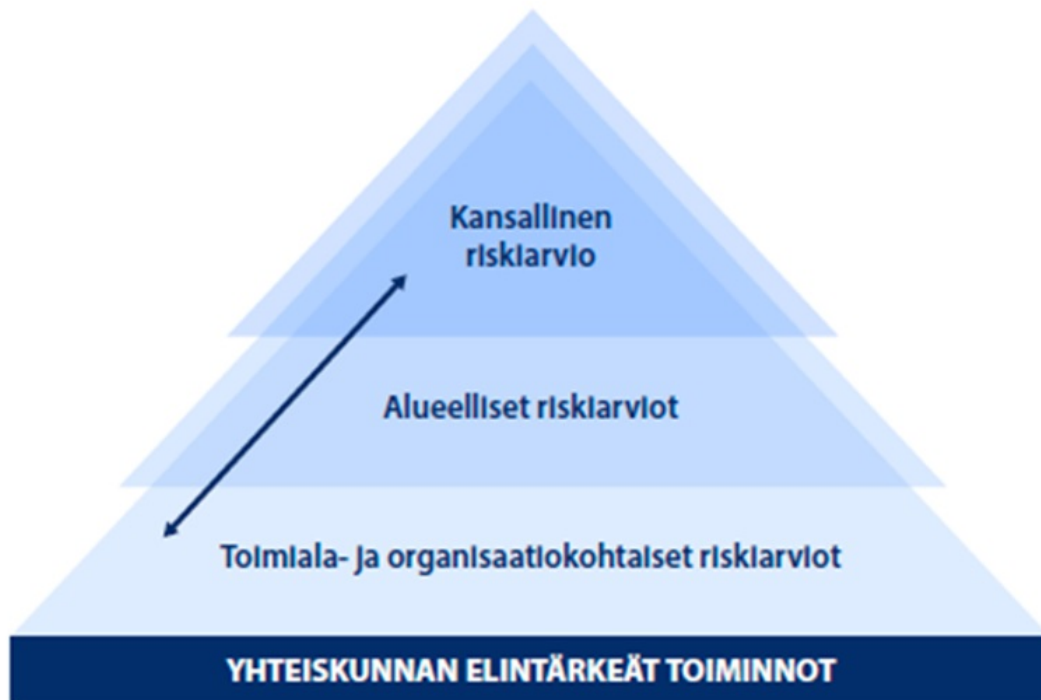 Kansallinen
riskiarvio
Alueelliset riskiarviot
Toimiala- ja organisaatiokohtaiset riskiarviot
YHTEISKUNNAN ELINTÄRKEÄT TOIMINNOT